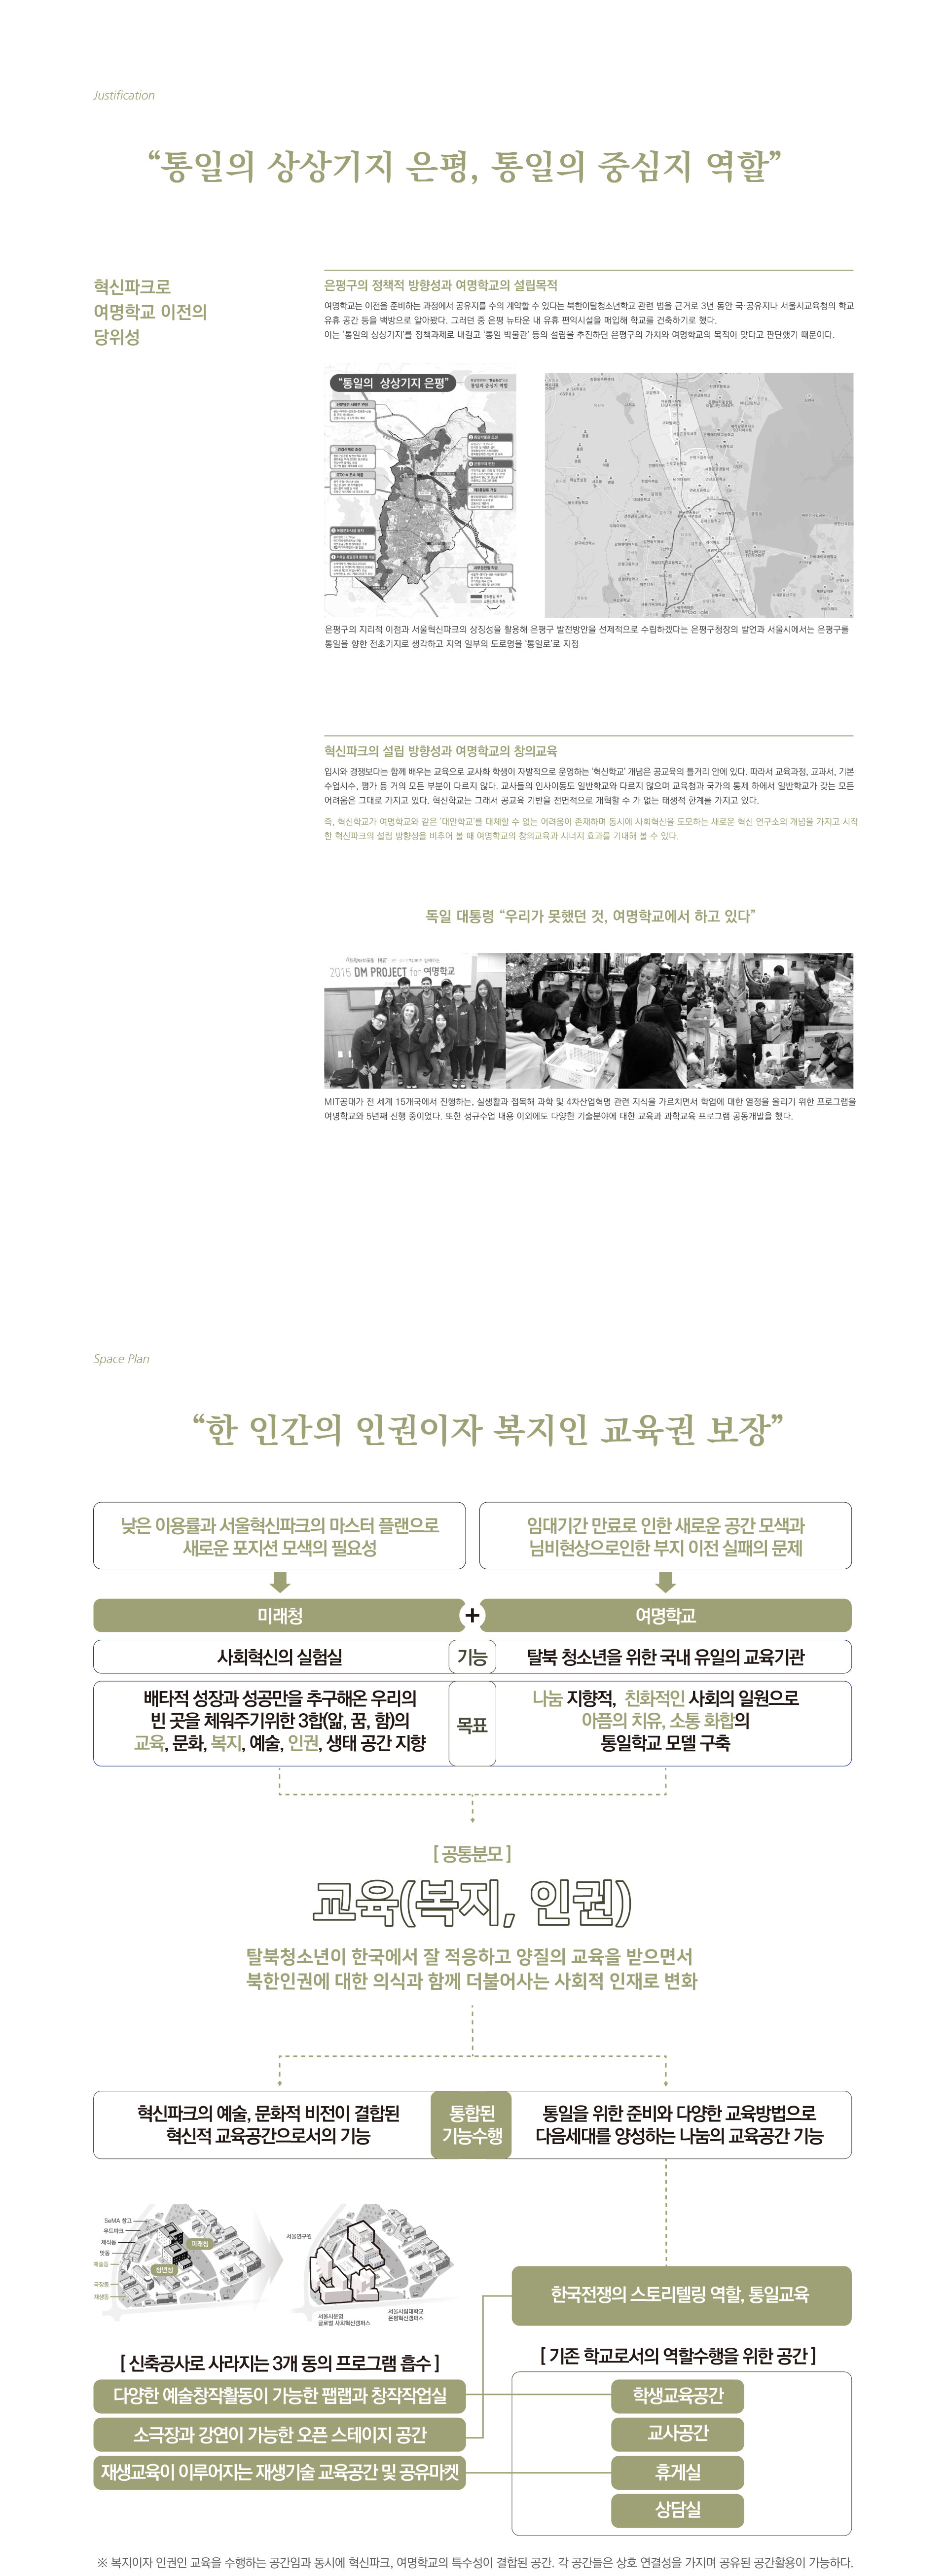 Justification
“통일의 상상기지 은평, 통일의 중심지 역할”
혁신파크로
여명학교 이전의
당위성
은평구의 정책적 방향성과 여명학교의 설립목적
여명학교는 이전을 준비하는 과정에서 공유지를 수의 계약할 수 있다는 북한이탈청소년학교 관련 법을 근거로 3년 동안 국·공유지나 서울시교육청의 학교
유휴 공간 등을 백방으로 알아봤다. 그러던 중 은평 뉴타운 내 유휴 편익시설을 매입해 학교를 건축하기로 했다.
이는 ‘통일의 상상기지’를 정책과제로 내걸고 ‘통일 박물관’ 등의 설립을 추진하던 은평구의 가치와 여명학교의 목적이 맞다고 판단했기 때문이다.
“통일의 상상기지 은평”
통일의 중심지 역할
은평구의 지리적 이점과 서울혁신파크의 상징성을 활용해 은평구 발전방안을 선제적으로 수립하겠다는 은평구청장의 발언과 서울시에서는 은평구를
통일을 향한 전초기지로 생각하고 지역 일부의 도로명을 ‘통일로’로 지정
혁신파크의 설립 방향성과 여명학교의 창의교육
입시와 경쟁보다는 함께 배우는 교육으로 교사화 학생이 자발적으로 운영하는 ‘혁신학교’ 개념은 공교육의 틀거리 안에 있다. 따라서 교육과정, 교과서, 기본
수업시수, 평가 등 거의 모든 부분이 다르지 않다. 교사들의 인사이동도 일반학교와 다르지 않으며 교육청과 국가의 통제 하에서 일반학교가 갖는 모든
어려움은 그대로 가지고 있다. 혁신학교는 그래서 공교육 기반을 전면적으로 개혁할 수 가 없는 태생적 한계를 가지고 있다.
즉, 혁신학교가 여명학교와 같은 ‘대안학교’를 대체할 수 없는 어려움이 존재하며 동시에 사회혁신을 도모하는 새로운 혁신 연구소의 개념을 가지고 시작
한 혁신파크의 설립 방향성을 비추어 볼 때 여명학교의 창의교육과 시너지 효과를 기대해 볼 수 있다.
독일 대통령 “우리가 못했던 것, 여명학교에서 하고 있다”
2016 DM PROJECT for 여명학교
MIT공대가 전 세계 15개국에서 진행하는, 실생활과 접목해 과학 및 4차산업혁명 관련 지식을 가르치면서 학업에 대한 열정을 올리기 위한 프로그램을
여명학교와 5년째 진행 중이었다. 또한 정규수업 내용 이외에도 다양한 기술분야에 대한 교육과 과학교육 프로그램 공동개발을 했다.
Space Plan
“한 인간의 인권이자 복지인 교육권 보장”
낮은 이용률과 서울혁신파크의 마스터 플랜으로
새로운 포지션 모색의 필요성
임대기간 만료로 인한 새로운 공간 모색과
님비현상으로인한 부지 이전 실패의 문제
미래청
+
여명학교
사회혁신의 실험실
기능
탈북 청소년을 위한 국내 유일의 교육기관
배타적 성장과 성공만을 추구해온 우리의
빈 곳을 채워주기위한 3합(앎, 꿈, 함)의
교육, 문화, 복지, 예술, 인권, 생태 공간 지향
목표
나눔 지향적, 친화적인 사회의 일원으로
아픔의 치유, 소통 화합의
통일학교 모델 구축
[ 공통분모 ]
교육(복지, 인권)
탈북청소년이 한국에서 잘 적응하고 양질의 교육을 받으면서
북한인권에 대한 의식과 함께 더불어사는 사회적 인재로 변화
혁신파크의 예술, 문화적 비전이 결합된
혁신적 교육공간으로서의 기능
통합된
기능수행
통일을 위한 준비와 다양한 교육방법으로
다음세대를 양성하는 나눔의 교육공간 기능
SeMA 창고
우드파크
제작동
맛동
예술동
극장동
재생동
미래청
청년청
서울연구원
서울시운영
글로벌 사회혁신캠퍼스
서울시립대학교
은평혁신캠퍼스
한국전쟁의 스토리텔링 역할, 통일교육
[ 신축공사로 사라지는 3개 동의 프로그램 흡수 ]
다양한 예술창작활동이 가능한 팹랩과 창작작업실
소극장과 강연이 가능한 오픈 스테이지 공간
재생교육이 이루어지는 재생기술 교육공간 및 공유마켓
[ 기존 학교로서의 역할수행을 위한 공간 ]
학생교육공간
교사공간
휴게실
상담실
※ 복지이자 인권인 교육을 수행하는 공간임과 동시에 혁신파크, 여명학교의 특수성이 결합된 공간. 각 공간들은 상호 연결성을 가지며 공유된 공간활용이 가능하다.